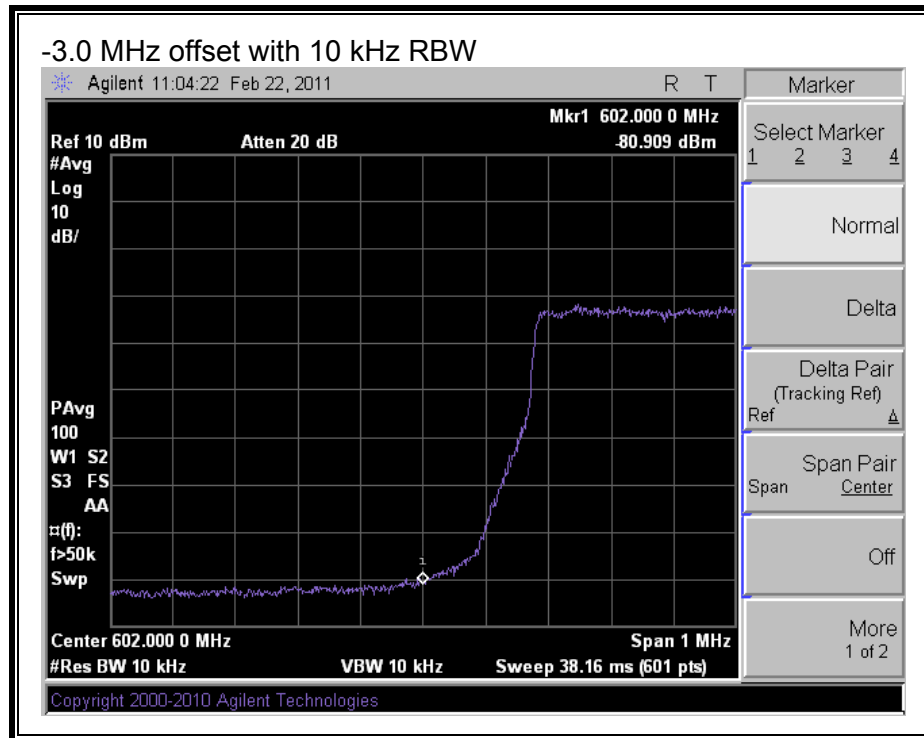 -3.0 MHz offset with 10 kHz RBW
Agilent 11:04:22 Feb 22, 2011 R T
Mkr1 602.000 0 MHz
Ref 10 dBm Atten 20 dB -80.909 dBm
#Avg
Log
10
dB/
PAvg
100
W1 S2
S3 FS
AA
¤(f):
f>50k
Swp
1
Center 602.000 0 MHz Span 1 MHz
#Res BW 10 kHz VBW 10 kHz Sweep 38.16 ms (601 pts)
Copyright 2000-2010 Agilent Technologies
Marker
Select Marker
1 2 3 4
Normal
Delta
Delta Pair
(Tracking Ref)
Ref Δ
Span Pair
Span Center
Off
More
1 of 2